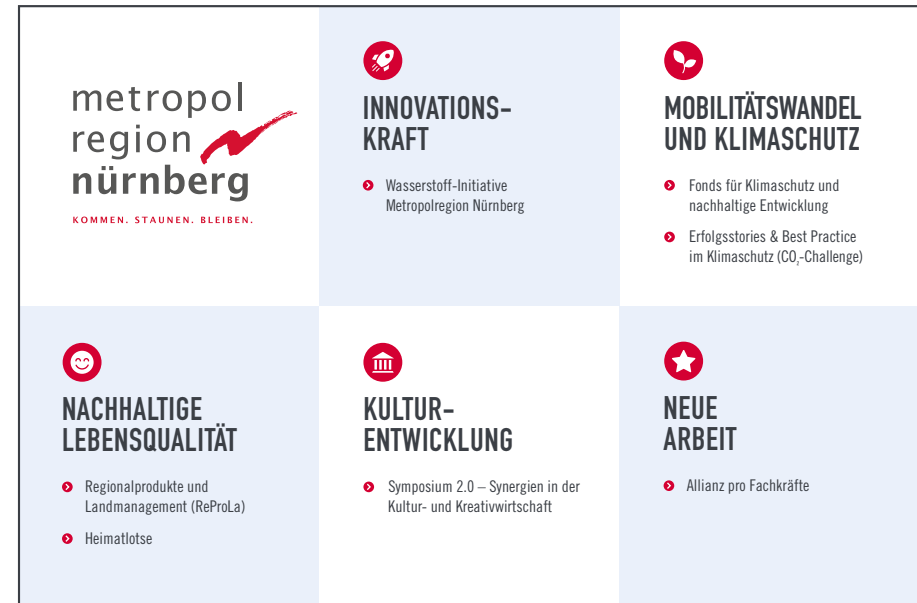 metropol
region
nürnberg
KOMMEN. STAUNEN. BLEIBEN.
INNOVATIONS-
KRAFT
Wasserstoff-Initiative
Metropolregion Nürnberg
MOBILITÄTSWANDEL
UND KLIMASCHUTZ
Fonds für Klimaschutz und
nachhaltige Entwicklung
Erfolgsstories & Best Practice
im Klimaschutz (CO₂-Challenge)
NACHHALTIGE
LEBENSQUALITÄT
Regionalprodukte und
Landmanagement (ReProLa)
Heimatlotse
KULTUR-
ENTWICKLUNG
Symposium 2.0 – Synergien in der
Kultur- und Kreativwirtschaft
NEUE
ARBEIT
Allianz pro Fachkräfte